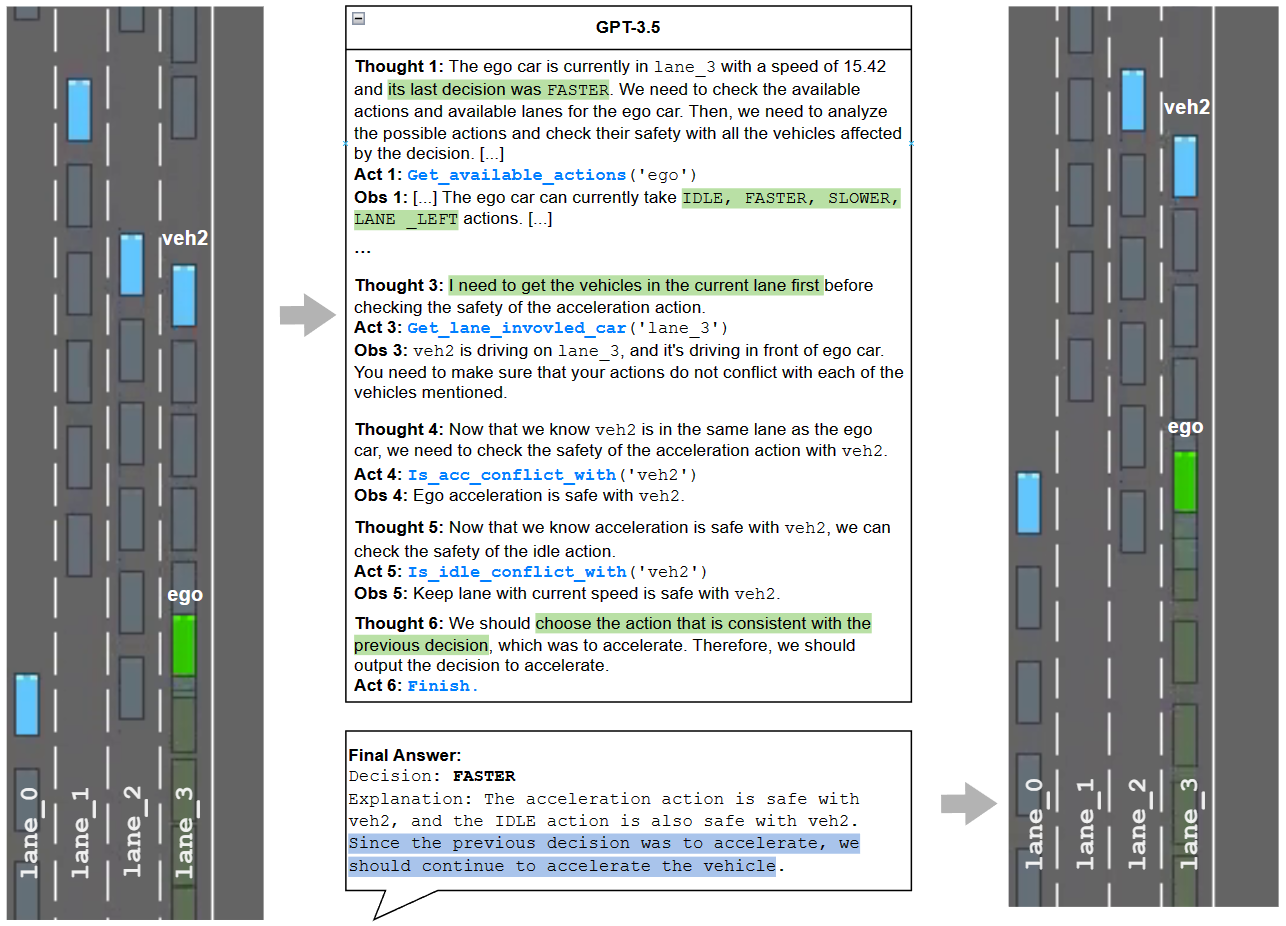 veh2
ego
lane_0
lane_1
lane_2
lane_3
GPT-3.5
Thought 1: The ego car is currently in lane_3 with a speed of 15.42
and its last decision was FASTER. We need to check the available
actions and available lanes for the ego car. Then, we need to analyze
the possible actions and check their safety with all the vehicles affected
by the decision. [...]
Act 1: Get_available_actions('ego')
Obs 1: [...] The ego car can currently take IDLE, FASTER, SLOWER,
LANE _LEFT actions. [...]
...
Thought 3: I need to get the vehicles in the current lane first before
checking the safety of the acceleration action.
Act 3: Get_lane_invovled_car('lane_3')
Obs 3: veh2 is driving on lane_3, and it's driving in front of ego car.
You need to make sure that your actions do not conflict with each of the
vehicles mentioned.
Thought 4: Now that we know veh2 is in the same lane as the ego
car, we need to check the safety of the acceleration action with veh2.
Act 4: Is_acc_conflict_with('veh2')
Obs 4: Ego acceleration is safe with veh2.
Thought 5: Now that we know acceleration is safe with veh2, we can
check the safety of the idle action.
Act 5: Is_idle_conflict_with('veh2')
Obs 5: Keep lane with current speed is safe with veh2.
Thought 6: We should choose the action that is consistent with the
previous decision, which was to accelerate. Therefore, we should
output the decision to accelerate.
Act 6: Finish.
Final Answer:
Decision: FASTER
Explanation: The acceleration action is safe with
veh2, and the IDLE action is also safe with veh2.
Since the previous decision was to accelerate, we
should continue to accelerate the vehicle.
veh2
ego
lane_0
lane_1
lane_2
lane_3